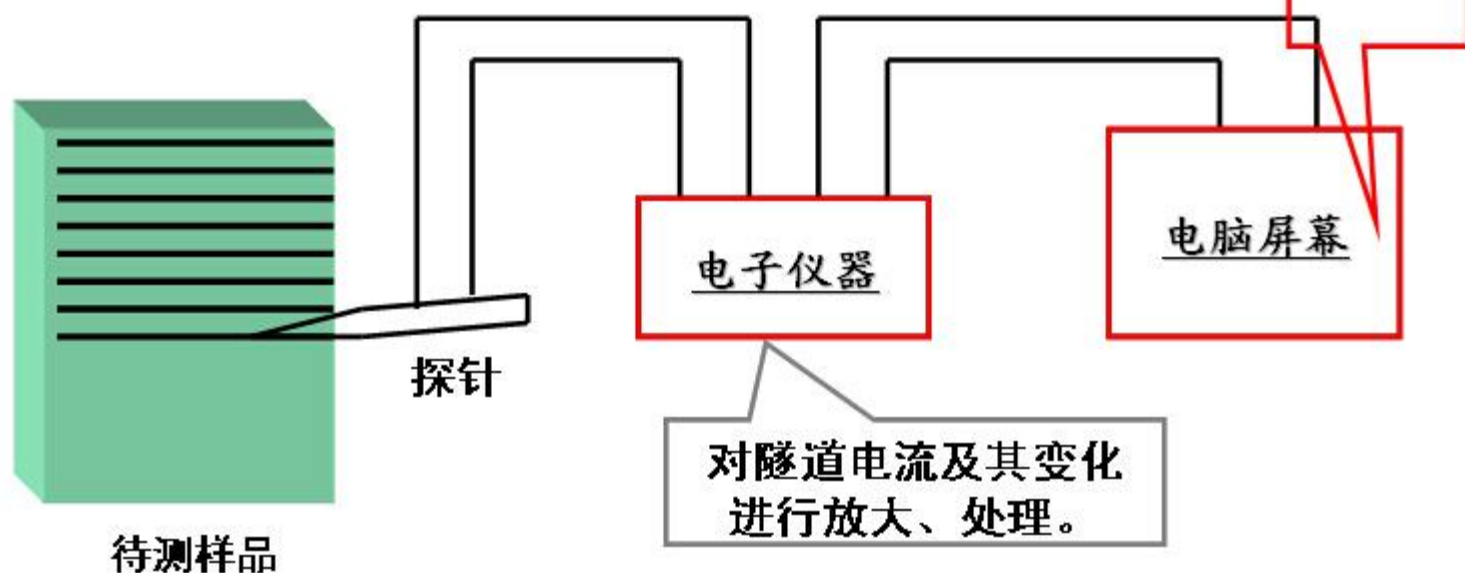 电脑屏幕
电子仪器
探针
对隧道电流及其变化
进行放大、处理。
待测样品